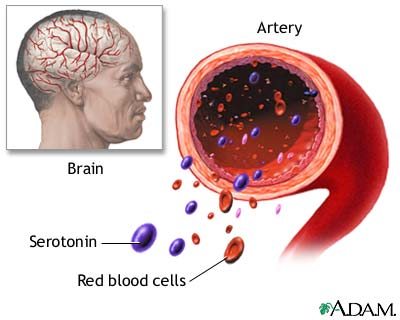 Artery
Brain
Serotonin
Red blood cells
A.D.A.M.